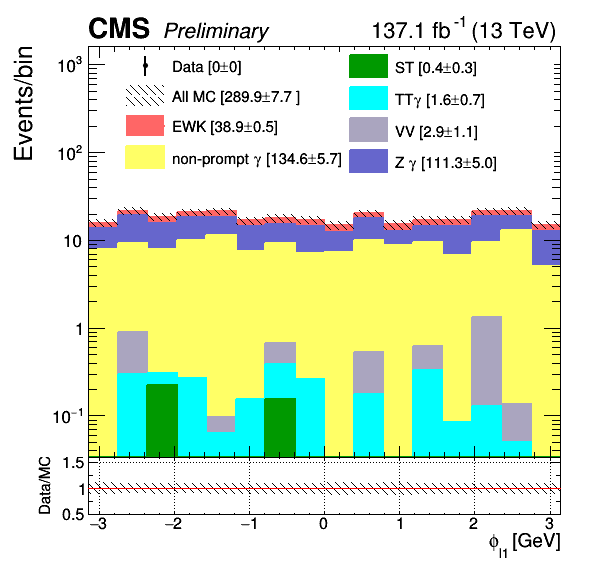 CMS Preliminary 137.1 fb⁻¹ (13 TeV)
Events/bin
10³
10²
10
1
10⁻¹
Data [0±0]
All MC [289.9±7.7 ]
EWK [38.9±0.5]
non-prompt γ [134.6±5.7]
ST [0.4±0.3]
TTγ [1.6±0.7]
VV [2.9±1.1]
Z γ [111.3±5.0]
Data/MC
1.5
1
0.5
−3 −2 −1 0 1 2 3
ϕ_l1 [GeV]